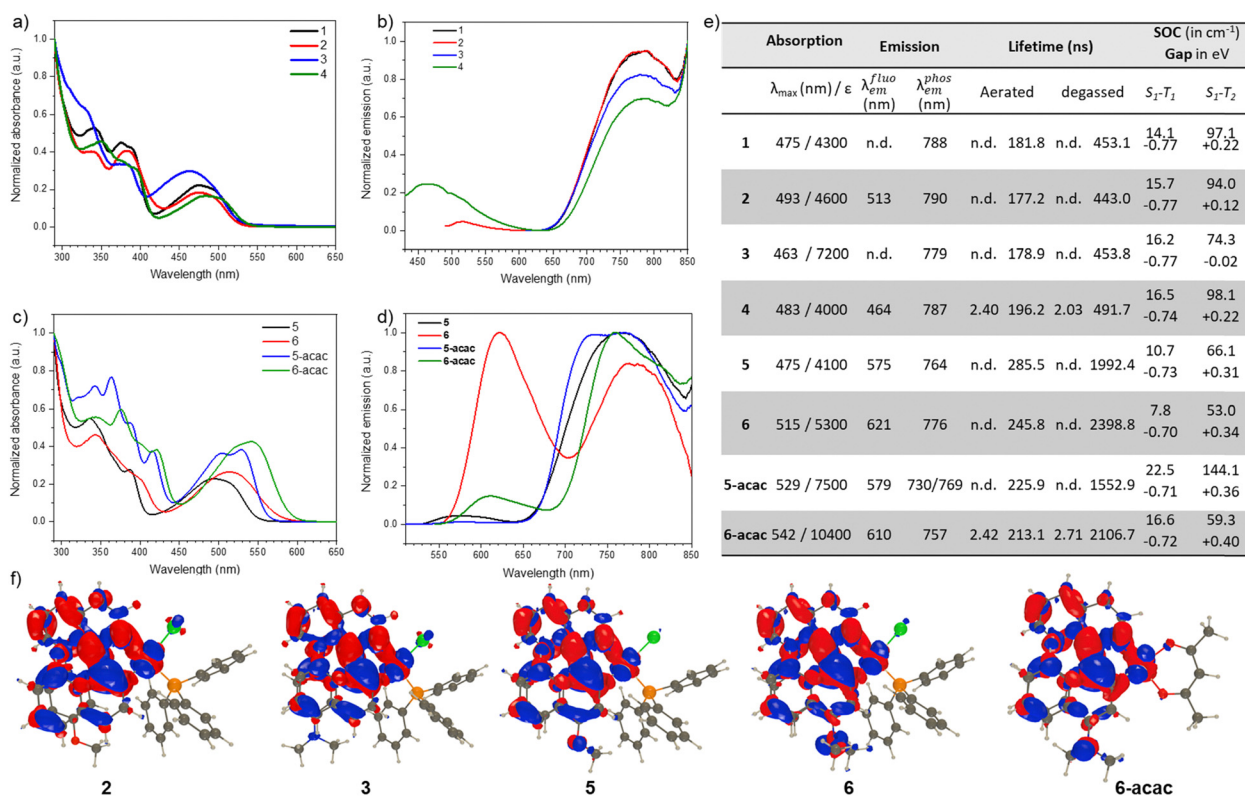 a)
Normalized absorbance (a.u.)
1.0
0.8
0.6
0.4
0.2
0.0
1
2
3
4
290 350 400 450 500 550 600 650
Wavelength (nm)
b)
Normalized emission (a.u.)
1.0
0.8
0.6
0.4
0.2
0.0
1
2
3
4
450 500 550 600 650 700 750 800 850
Wavelength (nm)
c)
Normalized absorbance (a.u.)
1.0
0.8
0.6
0.4
0.2
0.0
5
6
5-acac
6-acac
290 350 400 450 500 550 600 650
Wavelength (nm)
d)
Normalized emission (a.u.)
1.0
0.8
0.6
0.4
0.2
0.0
5
6
5-acac
6-acac
550 600 650 700 750 800 850
Wavelength (nm)
e)
Absorption Emission Lifetime (ns) SOC (in cm⁻¹)
Gap in eV
λmax (nm) / ε λem^fluo (nm) λem^phos (nm) Aerated degassed S₁-T₁ S₁-T₂
1 475 / 4300 n.d. 788 n.d. 181.8 n.d. 453.1 14.1 97.1
-0.77 +0.22
2 493 / 4600 513 790 n.d. 177.2 n.d. 443.0 15.7 94.0
-0.77 +0.12
3 463 / 7200 n.d. 779 n.d. 178.9 n.d. 453.8 16.2 74.3
-0.77 -0.02
4 483 / 4000 464 787 2.40 196.2 2.03 491.7 16.5 98.1
-0.74 +0.22
5 475 / 4100 575 764 n.d. 285.5 n.d. 1992.4 10.7 66.1
-0.73 +0.31
6 515 / 5300 621 776 n.d. 245.8 n.d. 2398.8 7.8 53.0
-0.70 +0.34
5-acac 529 / 7500 579 730/769 n.d. 225.9 n.d. 1552.9 22.5 144.1
-0.71 +0.36
6-acac 542 / 10400 610 757 2.42 213.1 2.71 2106.7 16.6 59.3
-0.72 +0.40
f)
2 3 5 6 6-acac